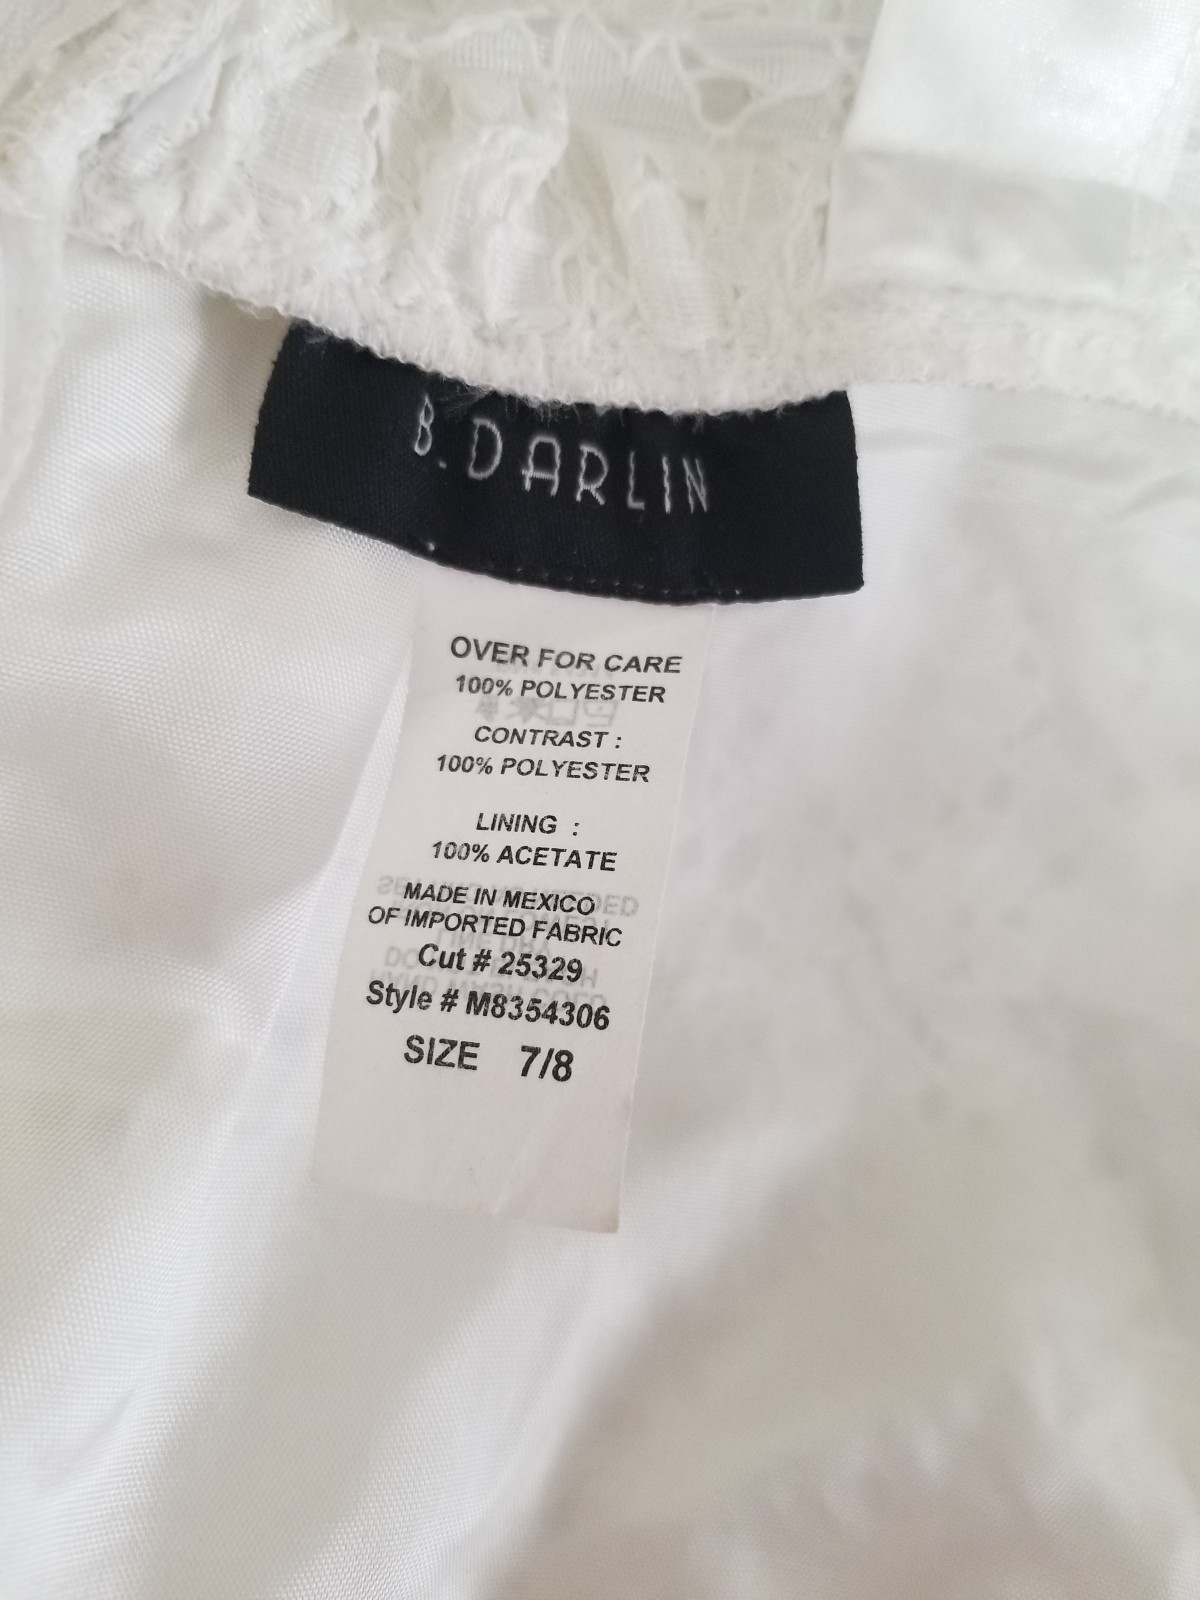 B. DARLIN
OVER FOR CARE
100% POLYESTER
CONTRAST :
100% POLYESTER
LINING :
100% ACETATE
MADE IN MEXICO
OF IMPORTED FABRIC
Cut # 25329
Style # M8354306
SIZE 7/8